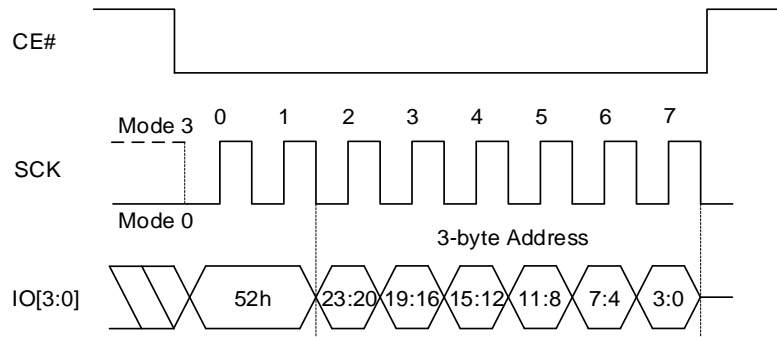 CE#
0 1 2 3 4 5 6 7
Mode 3
SCK
Mode 0
3-byte Address
IO[3:0] 52h 23:20 19:16 15:12 11:8 7:4 3:0